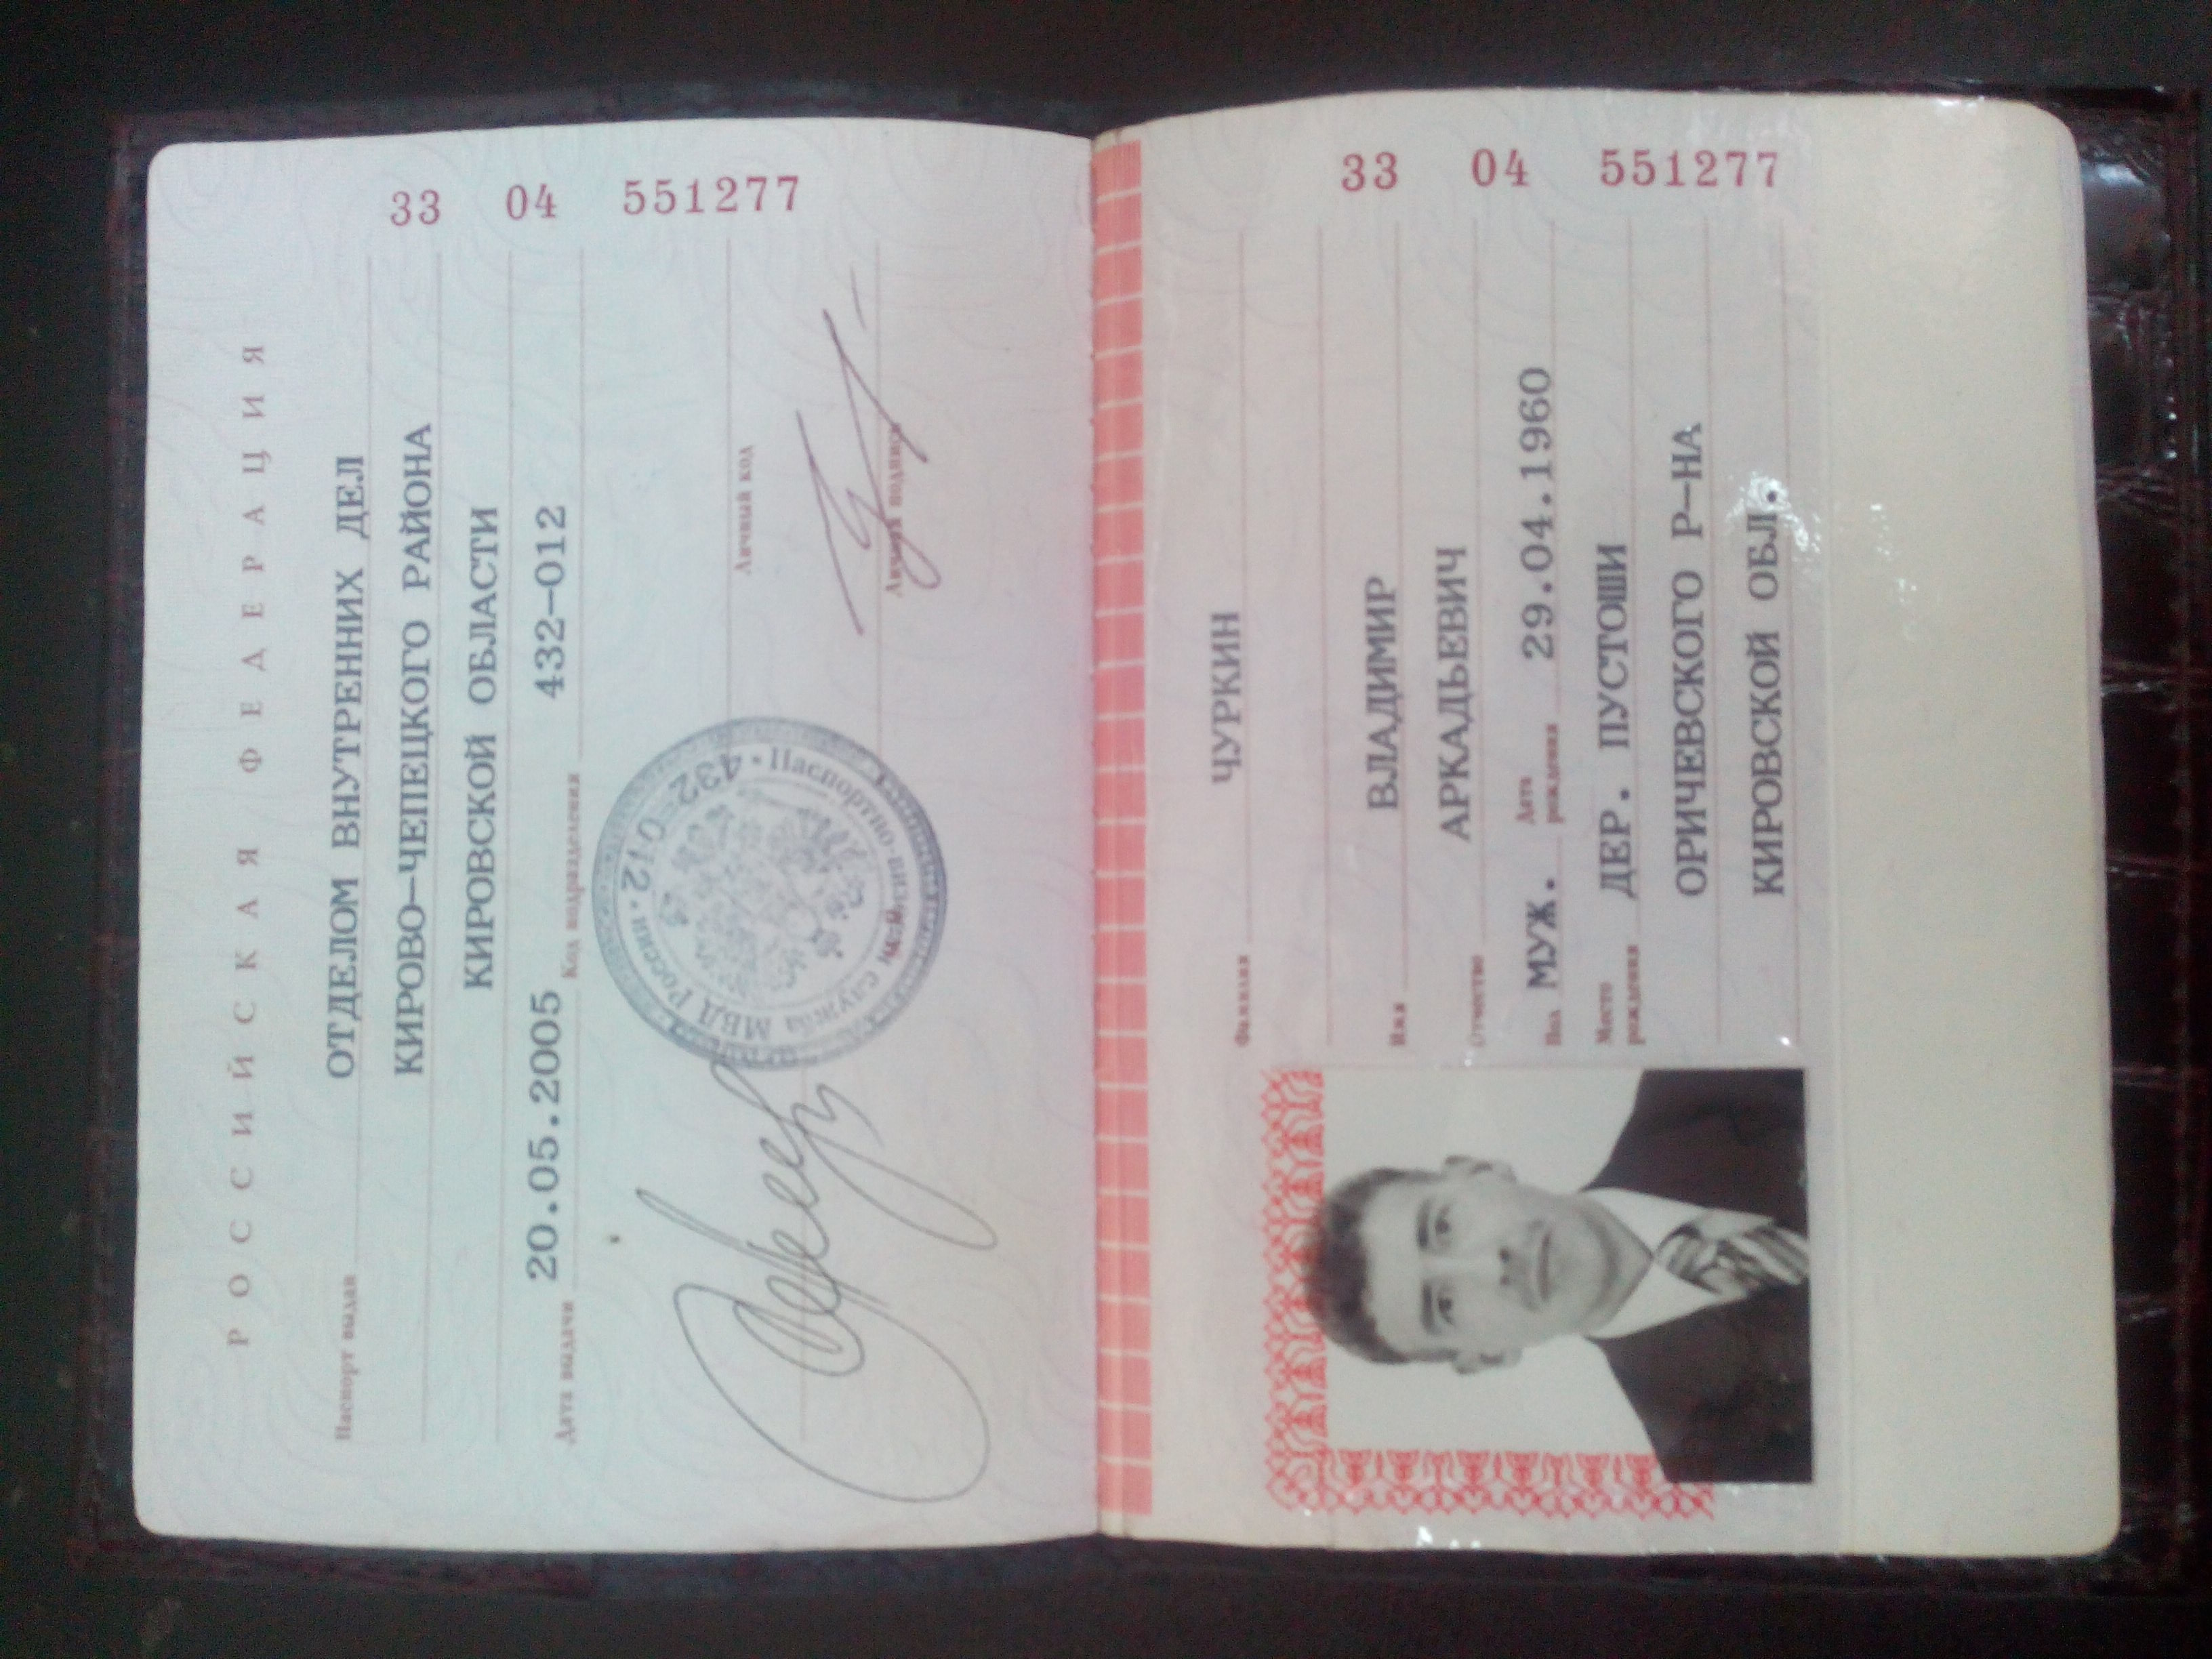 РОССИЙСКАЯ ФЕДЕРАЦИЯ
Паспорт выдан ОТДЕЛОМ ВНУТРЕННИХ ДЕЛ
КИРОВО-ЧЕПЕЦКОГО РАЙОНА
КИРОВСКОЙ ОБЛАСТИ
Дата выдачи 20.05.2005 Код подразделения 432-012
Личный код
Личная подпись
Паспортно-визовая служба МВД России
432-012
33 04 551277
33 04 551277
Фамилия ЧУРКИН
Имя ВЛАДИМИР
Отчество АРКАДЬЕВИЧ
Пол МУЖ. Дата рождения 29.04.1960
Место рождения ДЕР. ПУСТОШИ
ОРИЧЕВСКОГО Р-НА
КИРОВСКОЙ ОБЛ.